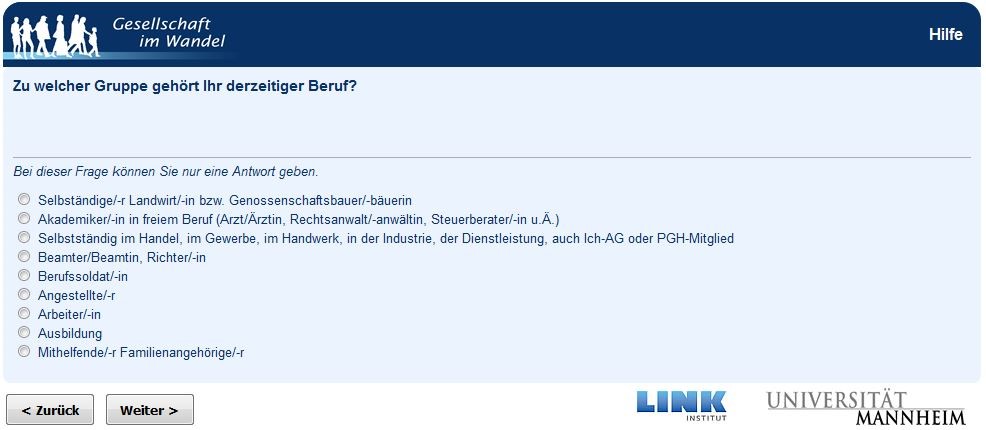 Gesellschaft
im Wandel
Hilfe
Zu welcher Gruppe gehört Ihr derzeitiger Beruf?
Bei dieser Frage können Sie nur eine Antwort geben.
Selbständige/-r Landwirt/-in bzw. Genossenschaftsbauer/-bäuerin
Akademiker/-in in freiem Beruf (Arzt/Ärztin, Rechtsanwalt/-anwältin, Steuerberater/-in u.Ä.)
Selbstständig im Handel, im Gewerbe, im Handwerk, in der Industrie, der Dienstleistung, auch Ich-AG oder PGH-Mitglied
Beamter/Beamtin, Richter/-in
Berufssoldat/-in
Angestellte/-r
Arbeiter/-in
Ausbildung
Mithelfende/-r Familienangehörige/-r
< Zurück
Weiter >
LINK
INSTITUT
UNIVERSITÄT
MANNHEIM